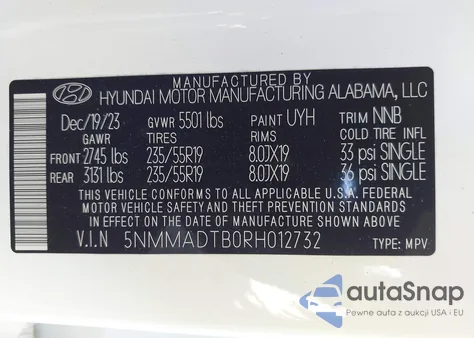 MANUFACTURED BY
HYUNDAI MOTOR MANUFACTURING ALABAMA, LLC
Dec/19/23 GVWR 5501 lbs PAINT UYH TRIM NNB
GAWR TIRES RIMS COLD TIRE INFL
FRONT 2745 lbs 235/55R19 8.0JX19 33 psi SINGLE
REAR 3131 lbs 235/55R19 8.0JX19 36 psi SINGLE
THIS VEHICLE CONFORMS TO ALL APPLICABLE U.S.A. FEDERAL
MOTOR VEHICLE SAFETY AND THEFT PREVENTION STANDARDS
IN EFFECT ON THE DATE OF MANUFACTURE SHOWN ABOVE.
V.I.N 5NMMADTB0RH012732 TYPE: MPV
autoSnap
Pewne auta z aukcji USA i EU